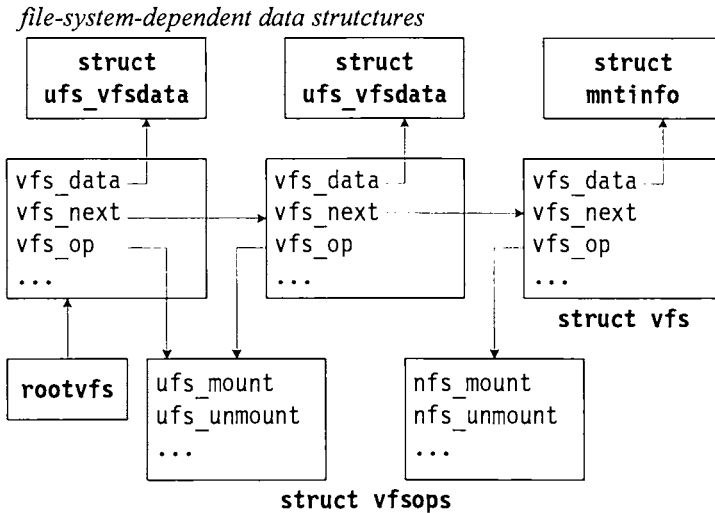 file-system-dependent data strutctures
struct
ufs_vfsdata
struct
ufs_vfsdata
struct
mntinfo
vfs_data
vfs_next
vfs_op
...
vfs_data
vfs_next
vfs_op
...
vfs_data
vfs_next
vfs_op
...
struct vfs
rootvfs
ufs_mount
ufs_unmount
...
nfs_mount
nfs_unmount
...
struct vfsops